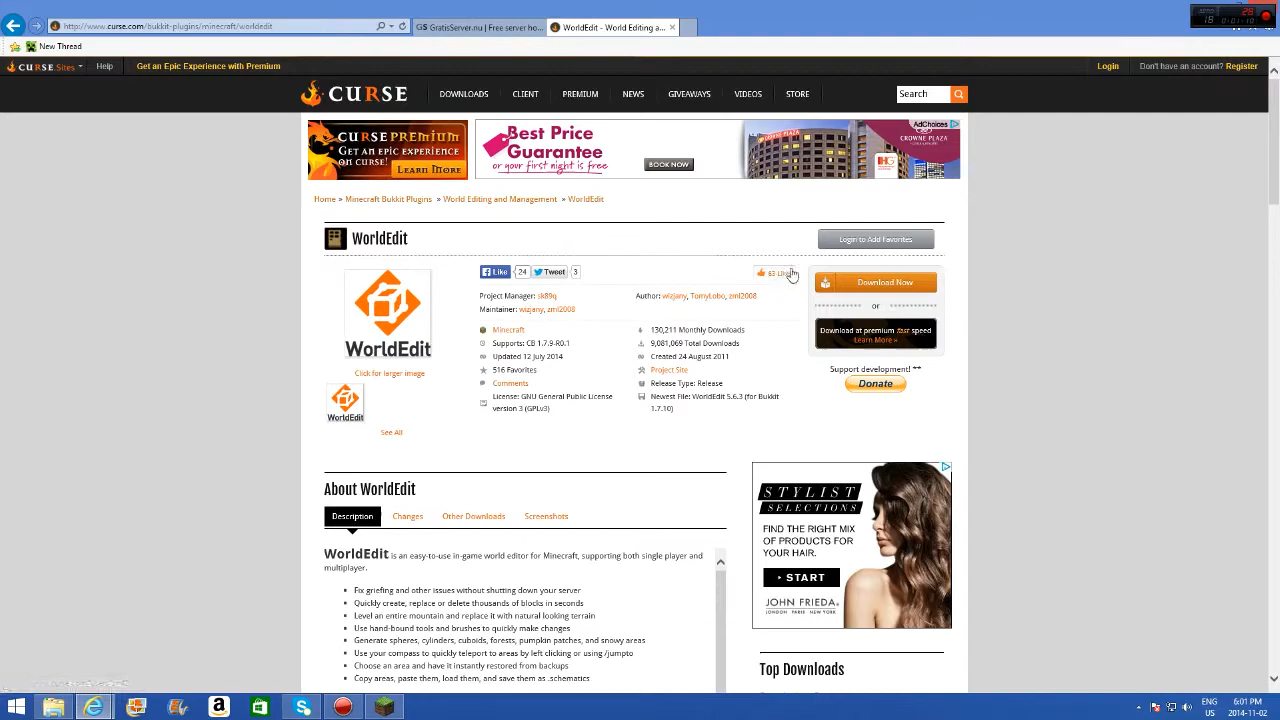 http://www.curse.com/bukkit-plugins/minecraft/worldedit
GS GratisServer.nu | Free server ho...
WorldEdit - World Editing a...
28
18
0:01:10
New Thread
CURSE Sites
Help
Get an Epic Experience with Premium
Login
Don't have an account? Register
CURSE
DOWNLOADS
CLIENT
PREMIUM
NEWS
GIVEAWAYS
VIDEOS
STORE
Search
CURSE PREMIUM
GET AN EPIC EXPERIENCE
ON CURSE!
LEARN MORE
Best Price
Guarantee
or your first night is free
BOOK NOW
AdChoices
CROWNE PLAZA
IHG
Home » Minecraft Bukkit Plugins » World Editing and Management » WorldEdit
WorldEdit
Login to Add Favorites
WorldEdit
Click for larger image
WorldEdit
See All
Like 24 Tweet 3
63 Likes
Project Manager: sk89q
Author: wizjany, TomyLobo, zml2008
Maintainer: wizjany, zml2008
Minecraft
130,211 Monthly Downloads
Supports: CB 1.7.9-R0.1
9,081,069 Total Downloads
Updated 12 July 2014
Created 24 August 2011
516 Favorites
Project Site
Comments
Release Type: Release
License: GNU General Public License
version 3 (GPLv3)
Newest File: WorldEdit 5.6.3 (for Bukkit
1.7.10)
Download Now
or
Download at premium fast speed
Learn More »
Support development! **
Donate
About WorldEdit
Description
Changes
Other Downloads
Screenshots
WorldEdit is an easy-to-use in-game world editor for Minecraft, supporting both single player and
multiplayer.
Fix griefing and other issues without shutting down your server
Quickly create, replace or delete thousands of blocks in seconds
Level an entire mountain and replace it with natural looking terrain
Use hand-bound tools and brushes to quickly make changes
Generate spheres, cylinders, cuboids, forests, pumpkin patches, and snowy areas
Use your compass to quickly teleport to areas by left clicking or using /jumpto
Choose an area and have it instantly restored from backups
Copy areas, paste them, load them, and save them as .schematics
STYLIST
SELECTIONS
FIND THE RIGHT MIX
OF PRODUCTS FOR
YOUR HAIR.
START
JOHN FRIEDA
LONDON PARIS NEW YORK
Top Downloads
ENG
US
6:01 PM
2014-11-02